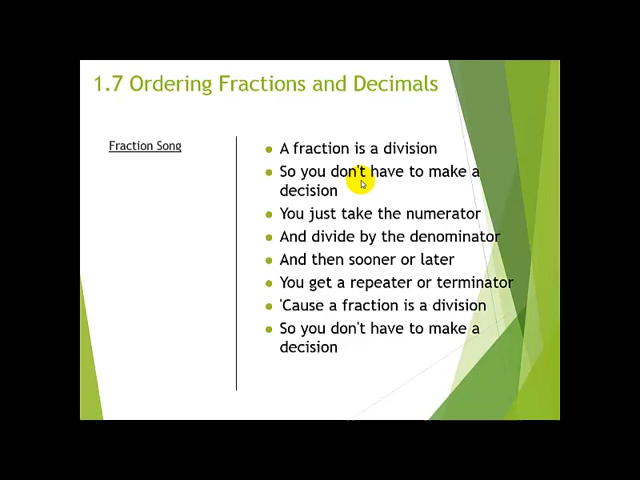 1.7 Ordering Fractions and Decimals
Fraction Song
A fraction is a division
So you don't have to make a
decision
You just take the numerator
And divide by the denominator
And then sooner or later
You get a repeater or terminator
'Cause a fraction is a division
So you don't have to make a
decision